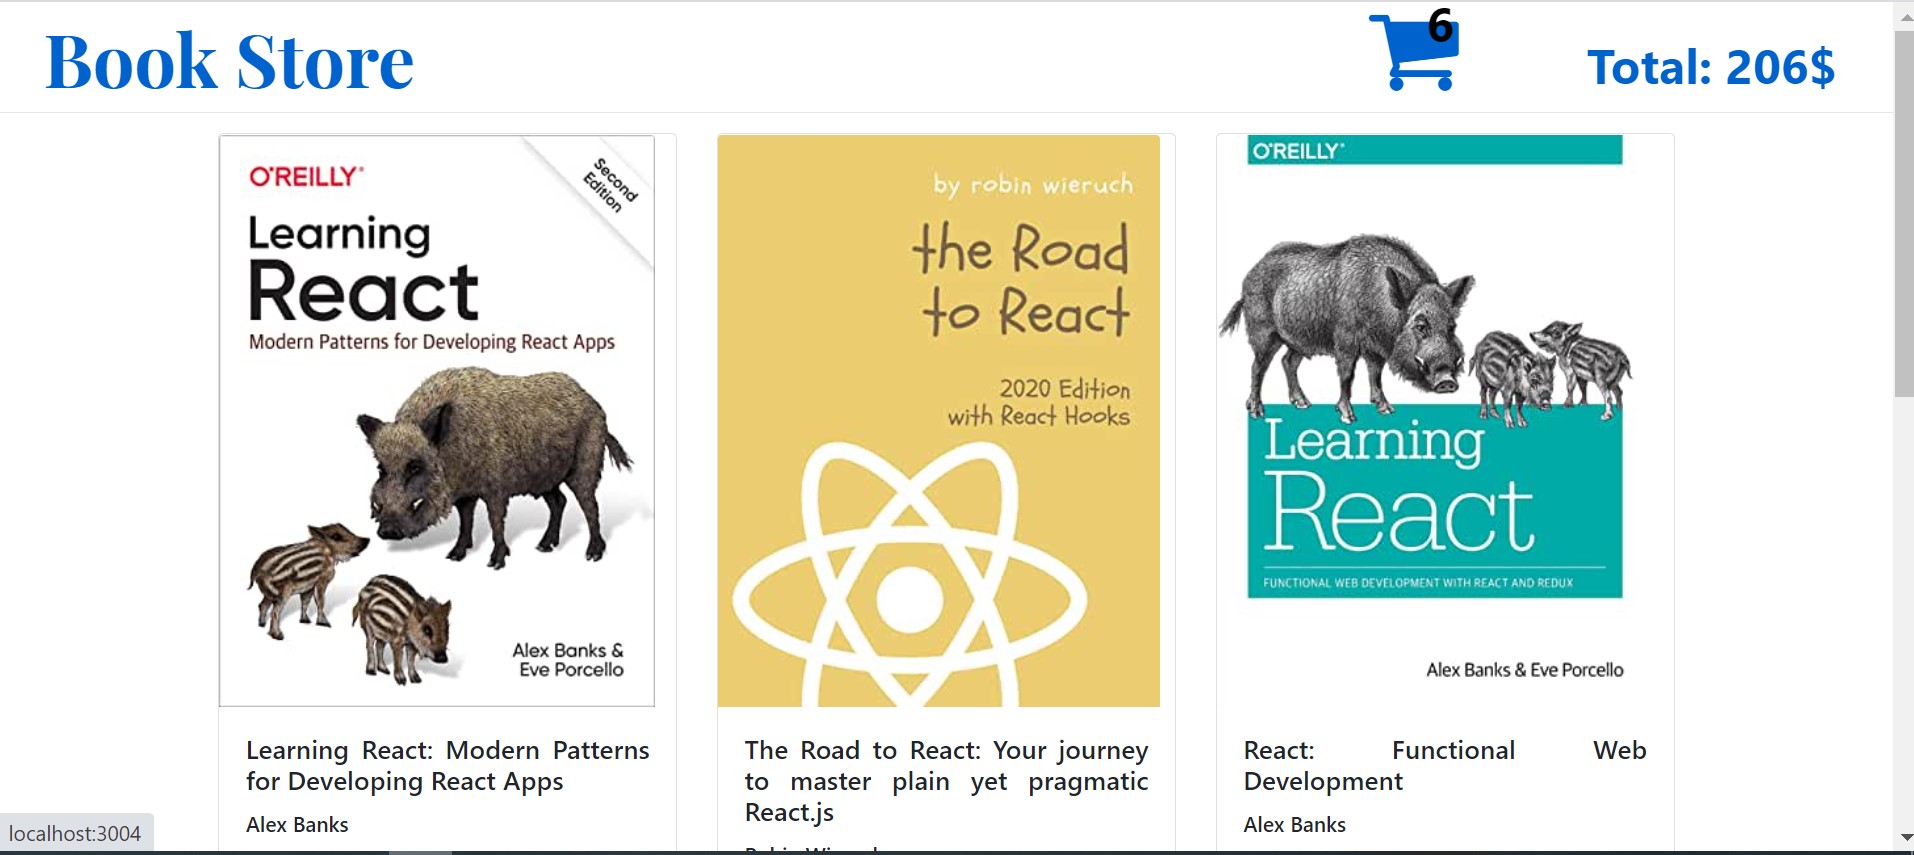 Book Store
6
Total: 206$
O'REILLY®
Second
Edition
Learning
React
Modern Patterns for Developing React Apps
Alex Banks &
Eve Porcello
by robin wieruch
the Road
to React
2020 Edition
with React Hooks
O'REILLY®
Learning
React
FUNCTIONAL WEB DEVELOPMENT WITH REACT AND REDUX
Alex Banks & Eve Porcello
Learning React: Modern Patterns
for Developing React Apps
Alex Banks
The Road to React: Your journey
to master plain yet pragmatic
React.js
React: Functional Web
Development
Alex Banks
localhost:3004